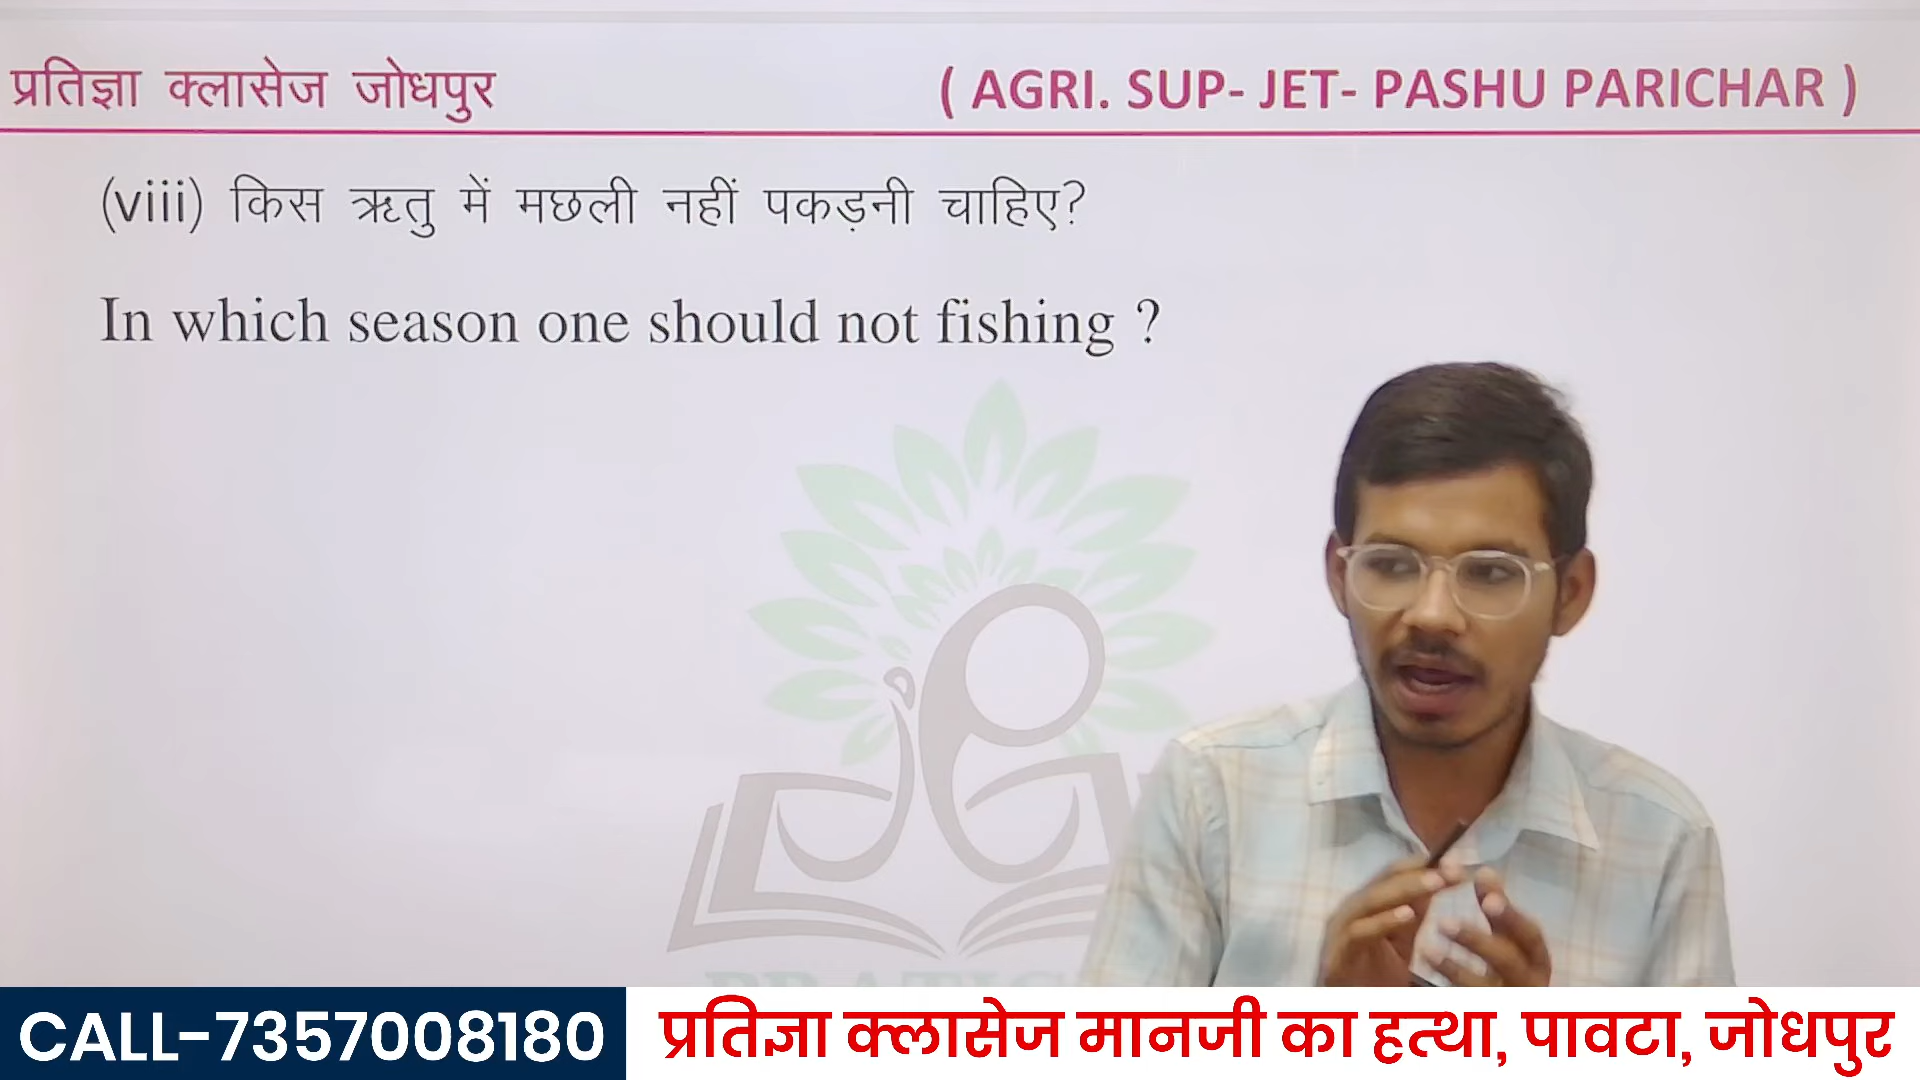 प्रतिज्ञा क्लासेज जोधपुर
( AGRI. SUP- JET- PASHU PARICHAR )
(viii) किस ऋतु में मछली नहीं पकड़नी चाहिए?
In which season one should not fishing ?
CALL-7357008180
प्रतिज्ञा क्लासेज मानजी का हत्था, पावटा, जोधपुर